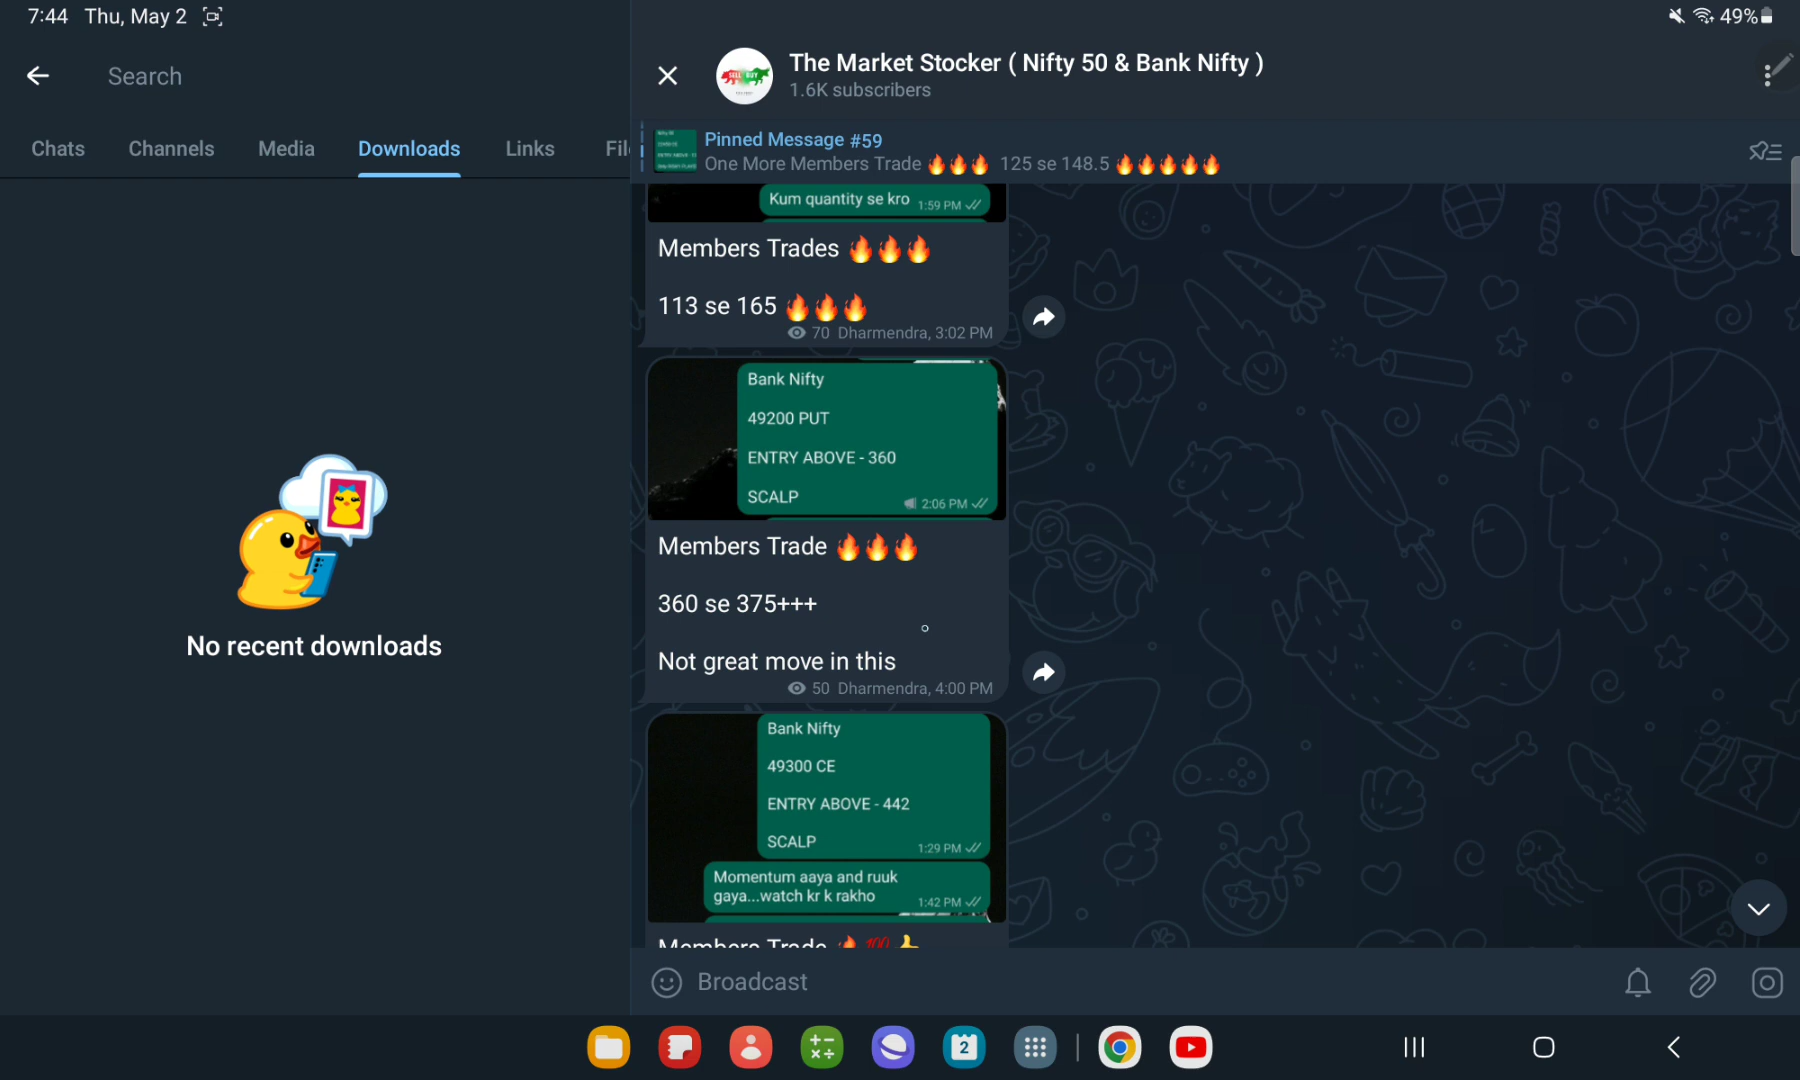 7:44 Thu, May 2
49%
Search
Chats Channels Media Downloads Links Fil
No recent downloads
The Market Stocker ( Nifty 50 & Bank Nifty )
1.6K subscribers
Pinned Message #59
One More Members Trade 🔥🔥🔥 125 se 148.5 🔥🔥🔥🔥🔥
Kum quantity se kro 1:59 PM
Members Trades 🔥🔥🔥
113 se 165 🔥🔥🔥
70 Dharmendra, 3:02 PM
Bank Nifty
49200 PUT
ENTRY ABOVE - 360
SCALP 2:06 PM
Members Trade 🔥🔥🔥
360 se 375+++
Not great move in this
50 Dharmendra, 4:00 PM
Bank Nifty
49300 CE
ENTRY ABOVE - 442
SCALP 1:29 PM
Momentum aaya and ruuk
gaya...watch kr k rakho 1:42 PM
Members Trade 🔥💯👍
Broadcast
2